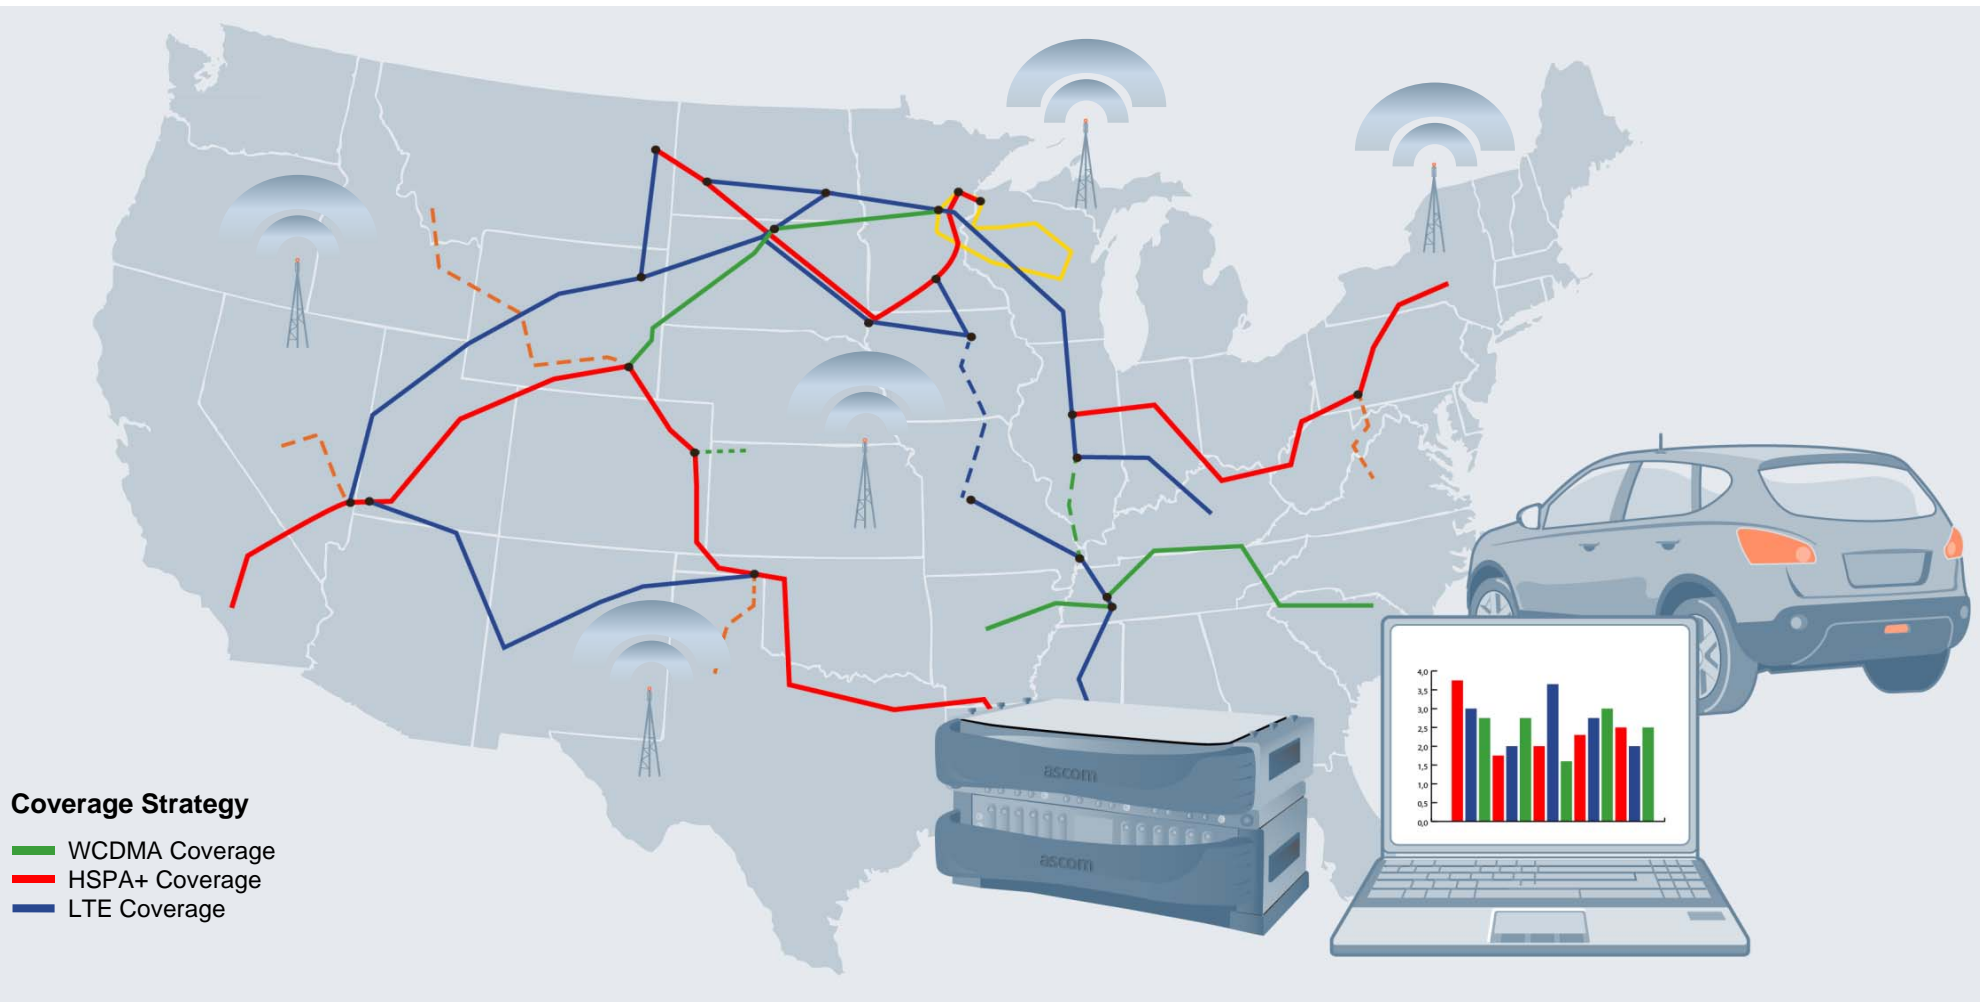 4,0
3,5
3,0
2,5
2,0
1,5
1,0
0,5
0,0
ascom
ascom
Coverage Strategy
WCDMA Coverage
HSPA+ Coverage
LTE Coverage